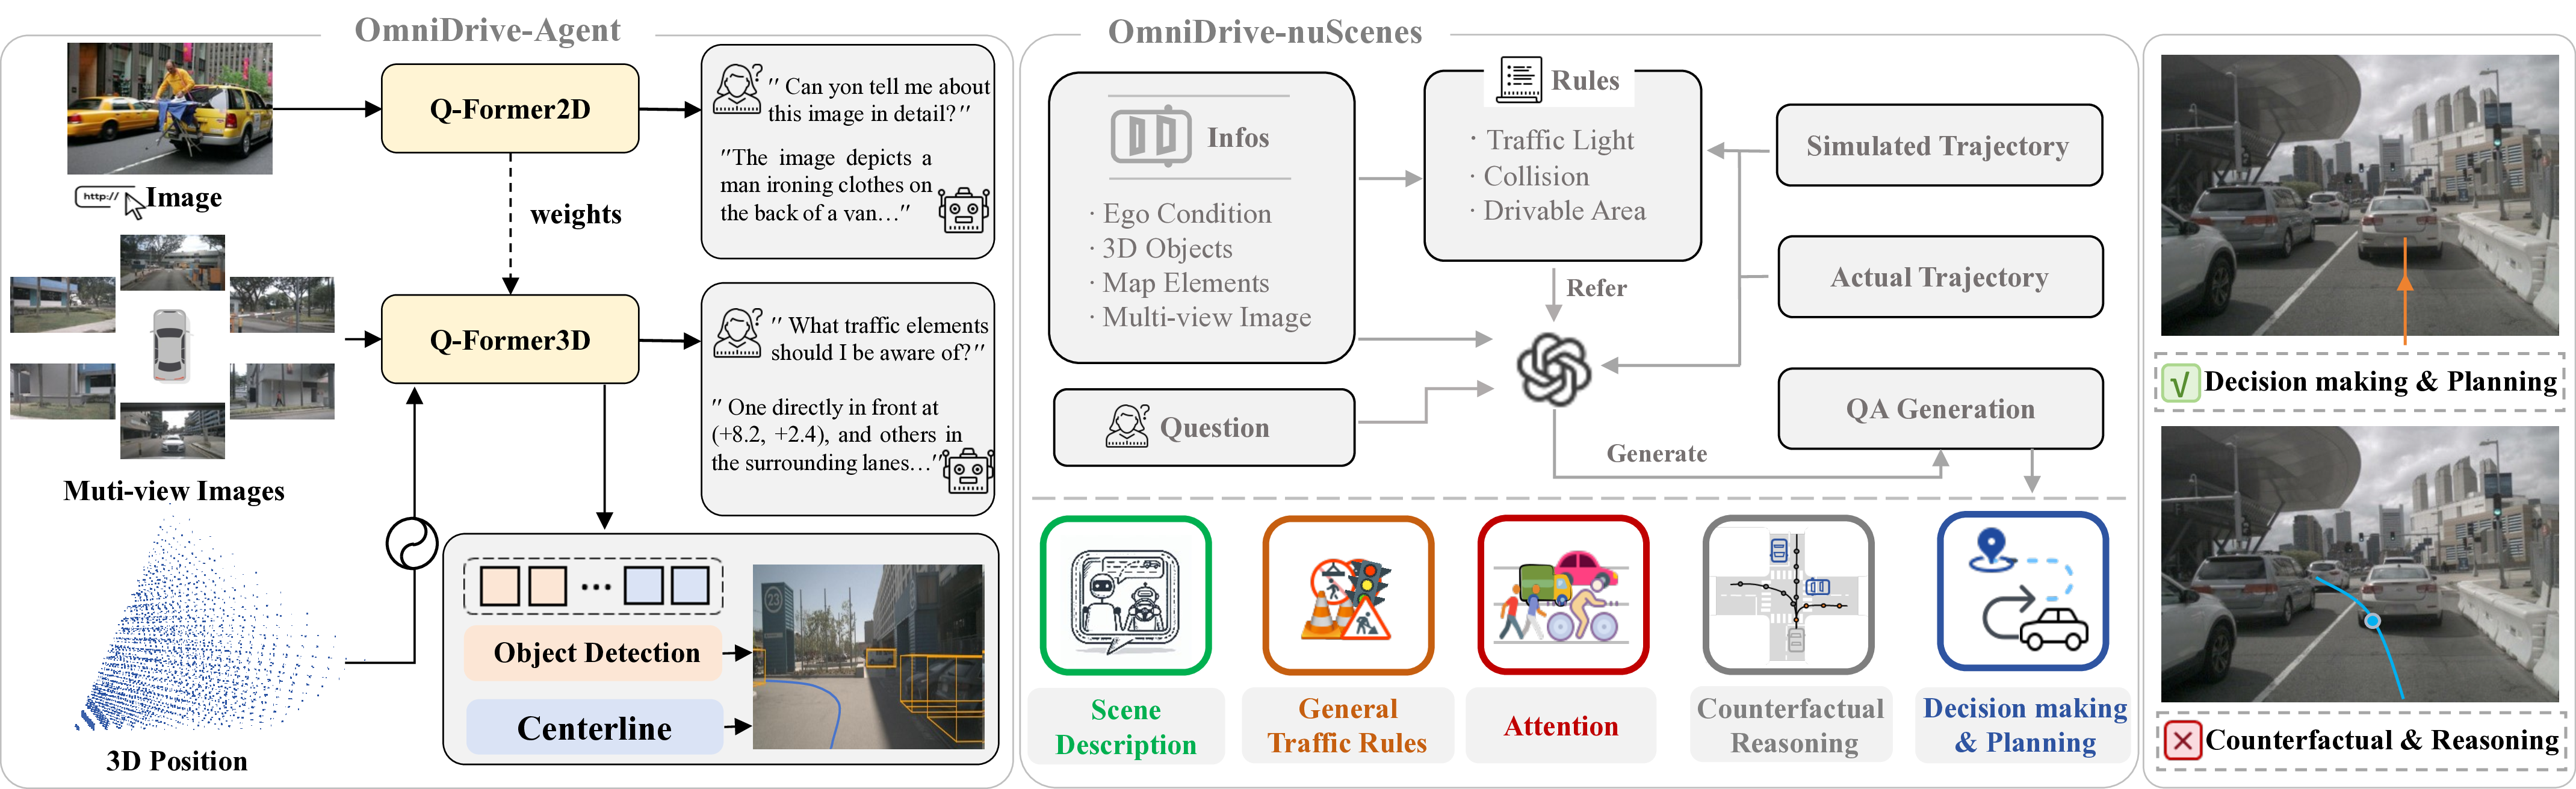 OmniDrive-Agent
Q-Former2D
" Can yon tell me about
this image in detail?"
"The image depicts a
man ironing clothes on
the back of a van..."
http://
Image
weights
Q-Former3D
" What traffic elements
should I be aware of?"
" One directly in front at
(+8.2, +2.4), and others in
the surrounding lanes..."
Muti-view Images
3D Position
...
Object Detection
Centerline
23
OmniDrive-nuScenes
Infos
· Ego Condition
· 3D Objects
· Map Elements
· Multi-view Image
Question
Rules
· Traffic Light
· Collision
· Drivable Area
Refer
Generate
Simulated Trajectory
Actual Trajectory
QA Generation
Scene
Description
General
Traffic Rules
Attention
Counterfactual
Reasoning
Decision making
& Planning
√ Decision making & Planning
Counterfactual & Reasoning